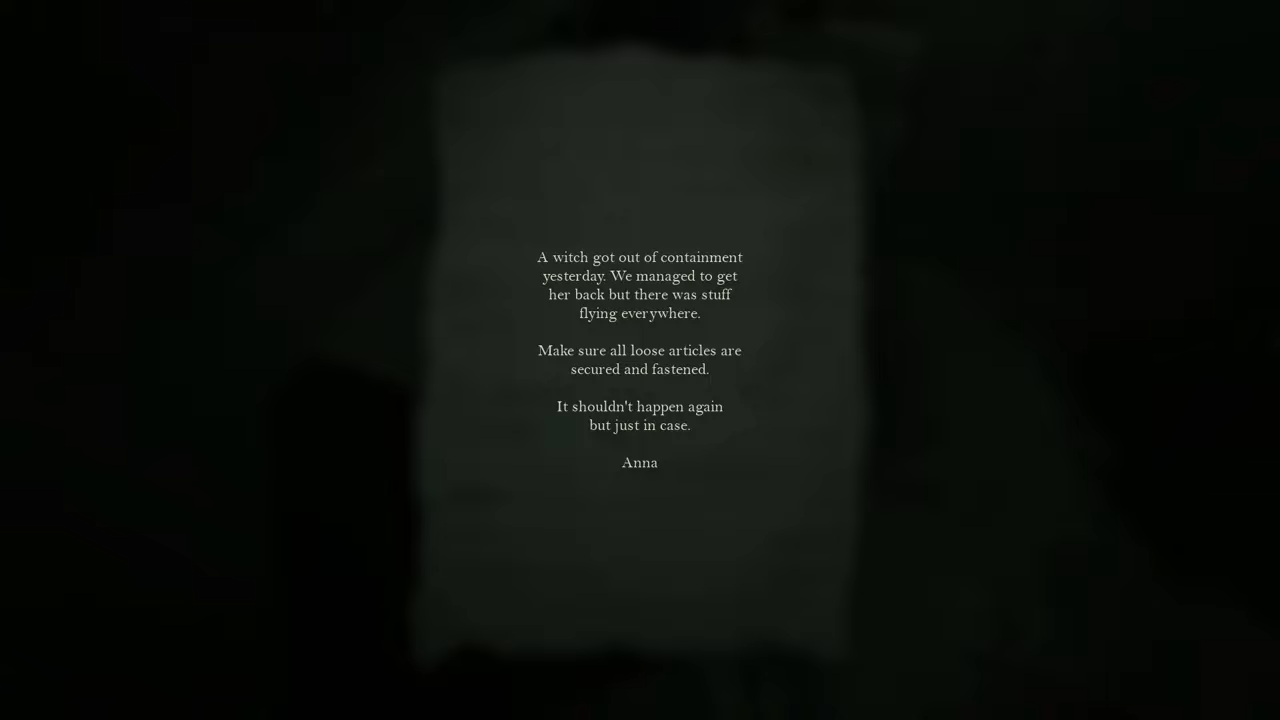 A witch got out of containment
yesterday. We managed to get
her back but there was stuff
flying everywhere.
Make sure all loose articles are
secured and fastened.
It shouldn't happen again
but just in case.
Anna